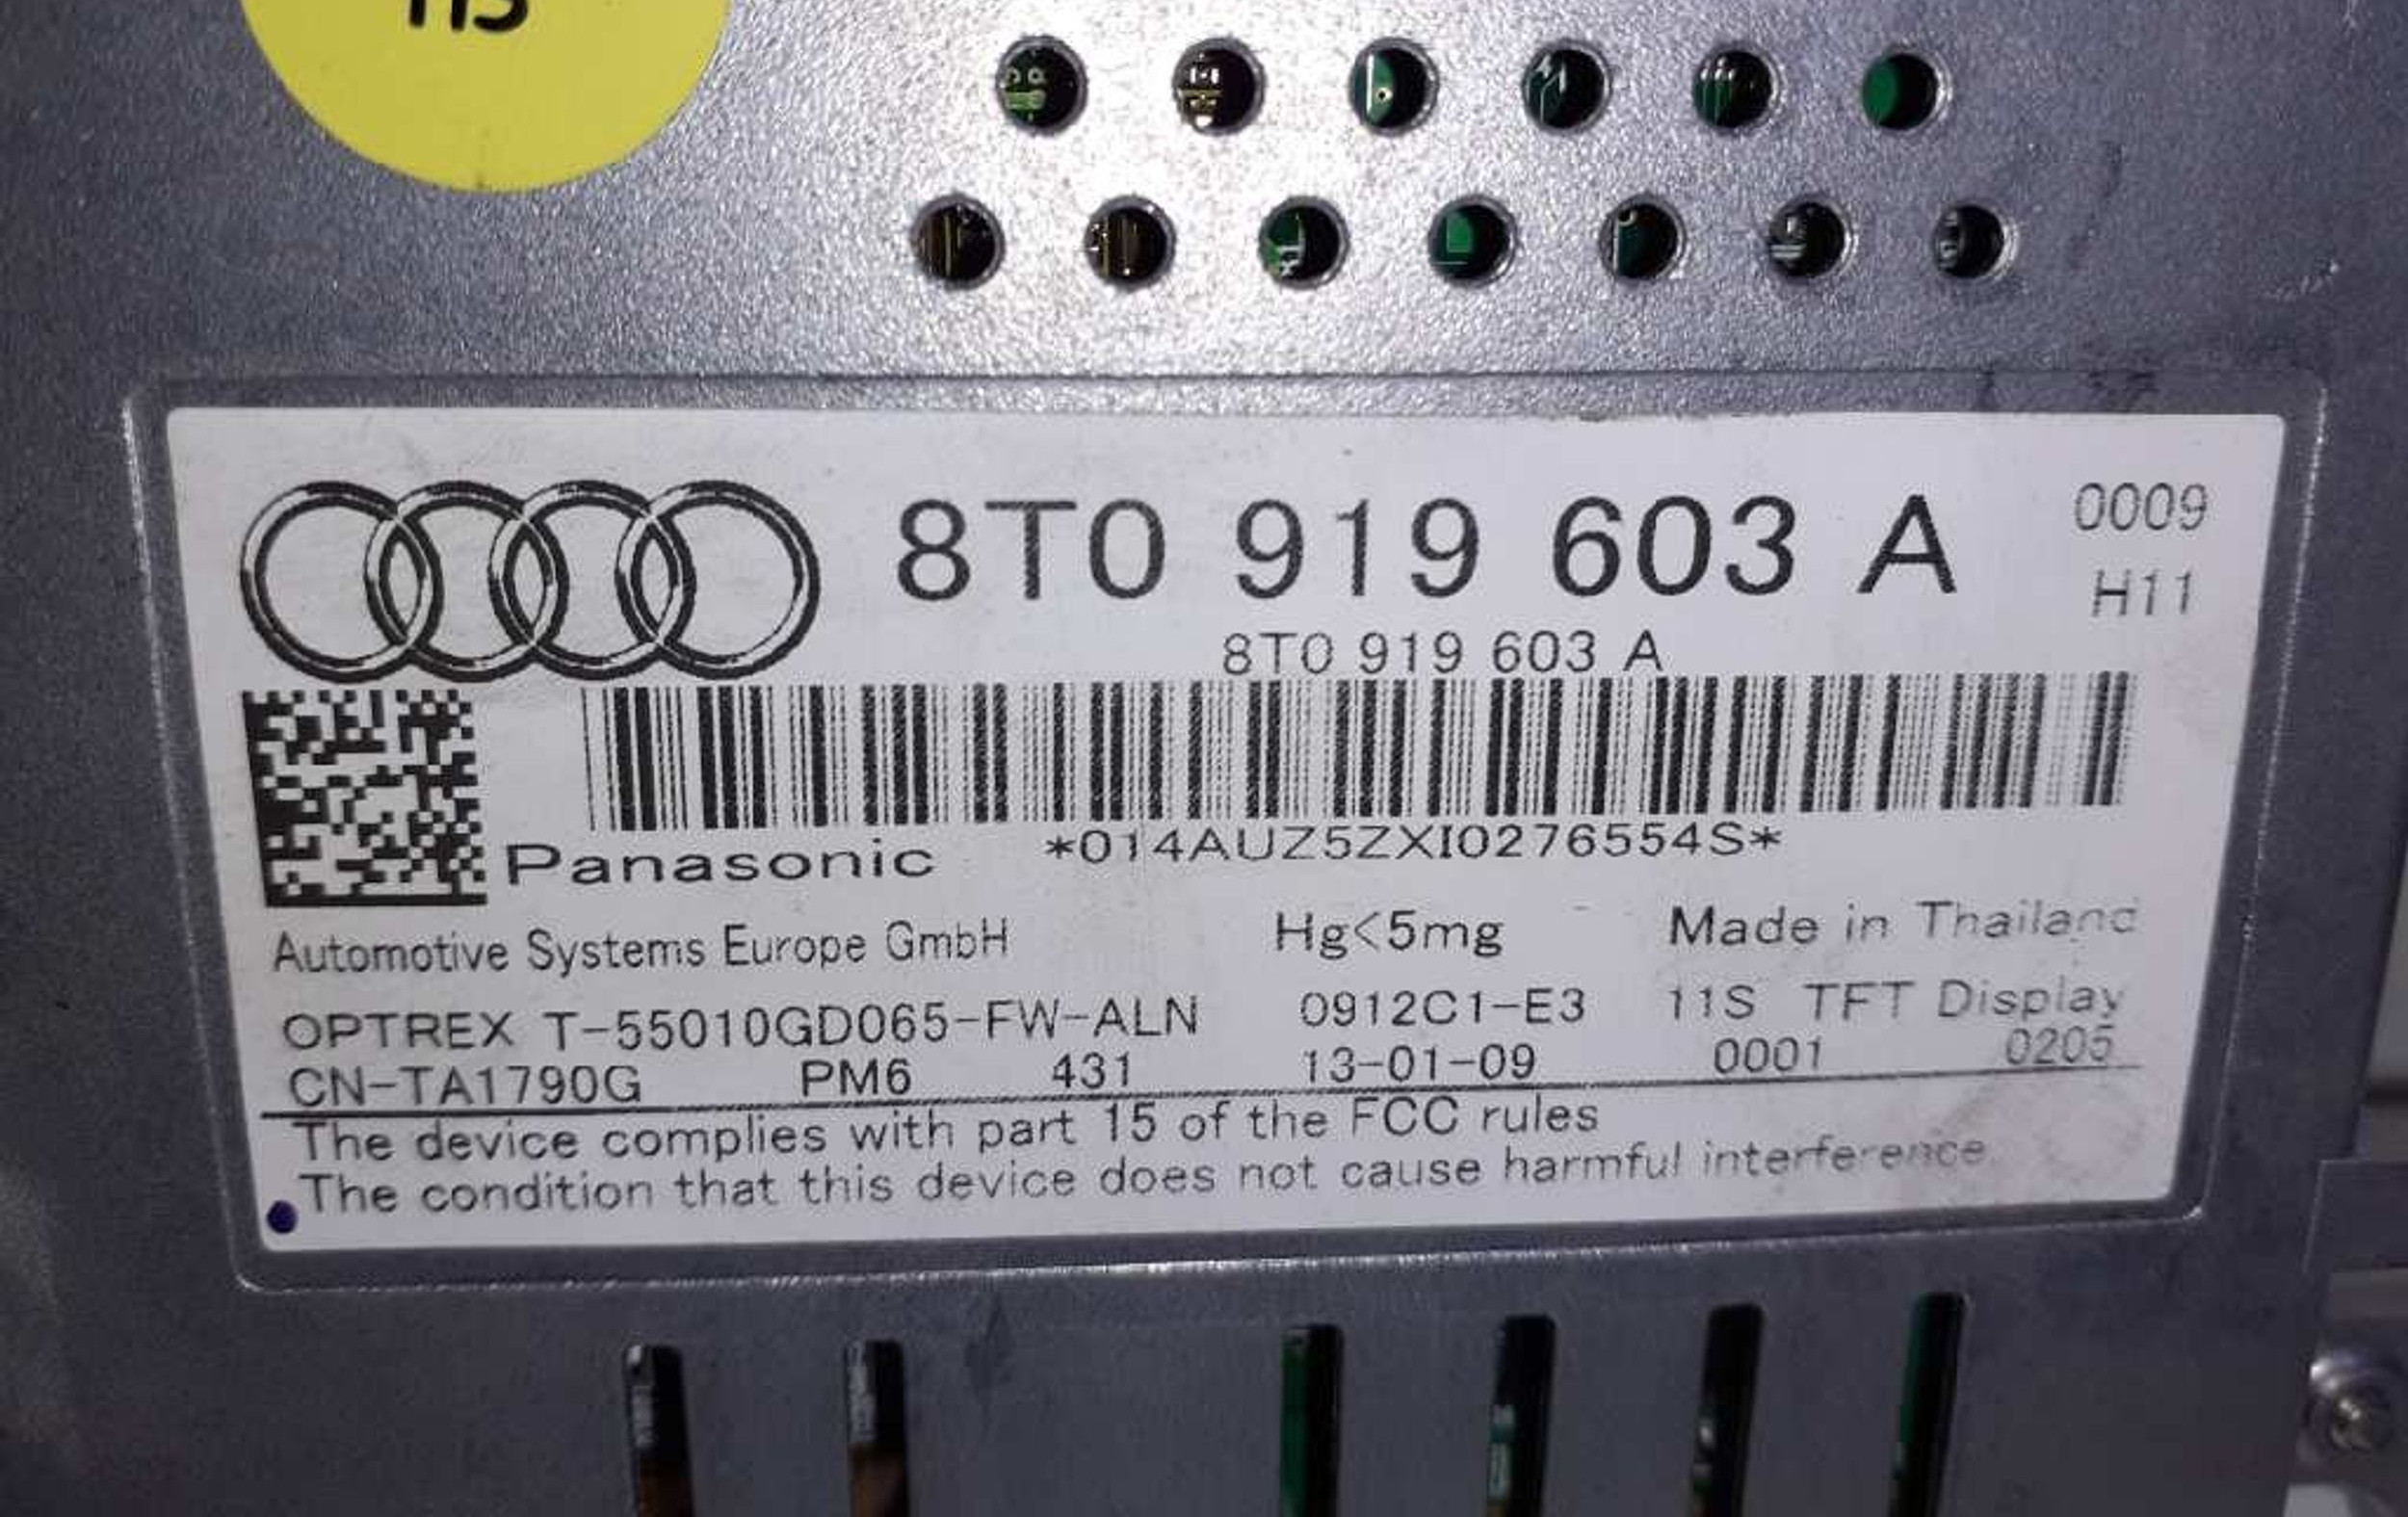 8T0 919 603 A
0009
H11
8T0 919 603 A
*014AUZ5ZXI0276554S*
Panasonic
Automotive Systems Europe GmbH Hg<5mg Made in Thailand
OPTREX T-55010GD065-FW-ALN 0912C1-E3 11S TFT Display
CN-TA1790G PM6 431 13-01-09 0001 0205
The device complies with part 15 of the FCC rules
The condition that this device does not cause harmful interference.